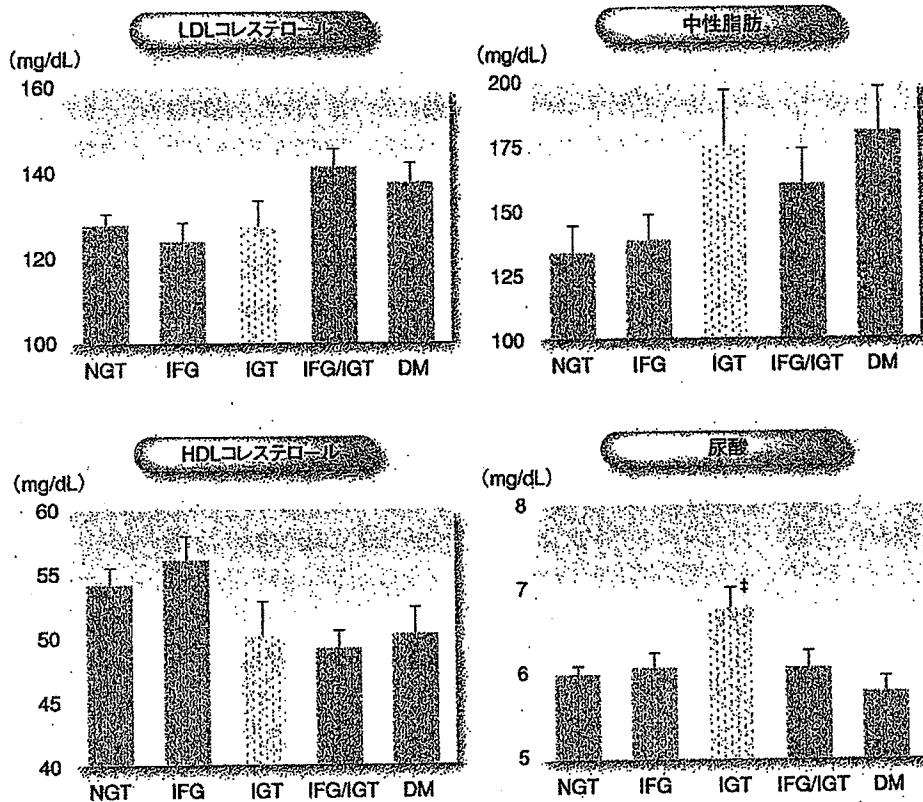 LDLコレステロール
(mg/dL)
160
140
120
100
NGT IFG IGT IFG/IGT DM
中性脂肪
200
175
150
125
100
NGT IFG IGT IFG/IGT DM
HDLコレステロール
(mg/dL)
60
55
50
45
40
NGT IFG IGT IFG/IGT DM
尿酸
(mg/dL)
8
7
6
5
‡
NGT IFG IGT IFG/IGT DM